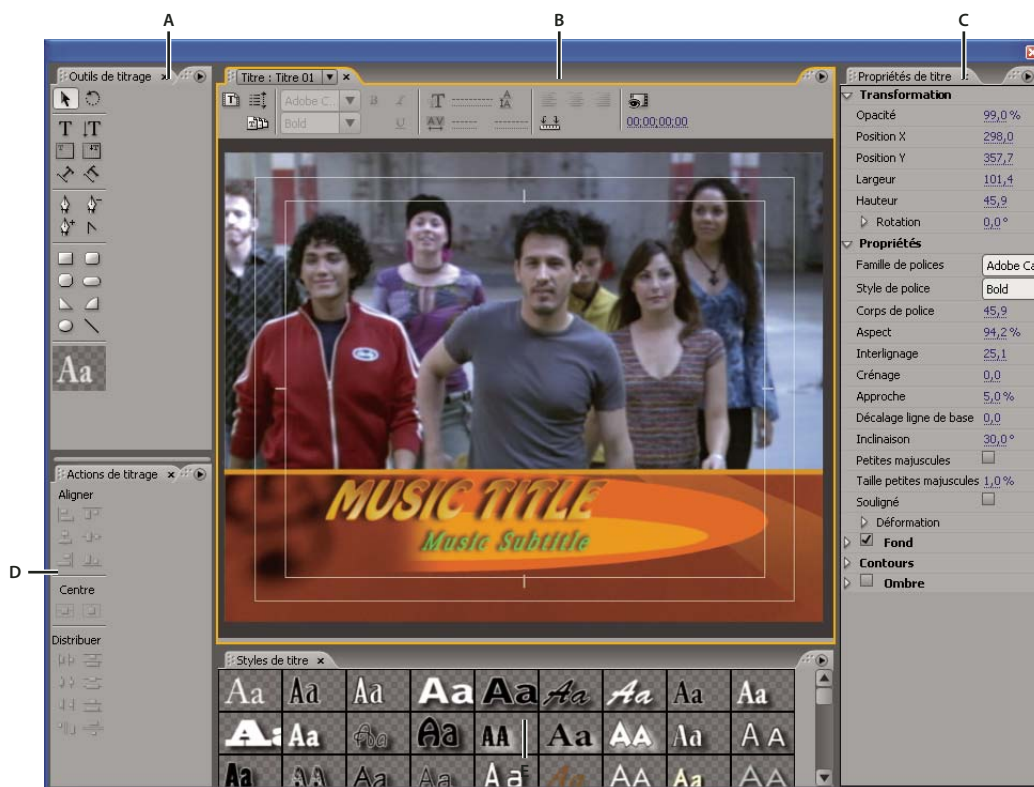 A
B
C
Outils de titrage
Titre : Titre 01
Propriétés de titre
Adobe C...
Bold
00;00;00;00
T
T
Aa
Transformation
Opacité 99,0 %
Position X 298,0
Position Y 357,7
Largeur 101,4
Hauteur 45,9
Rotation 0,0 °
Propriétés
Famille de polices Adobe Ca
Style de police Bold
Corps de police 45,9
Aspect 94,2 %
Interlignage 25,1
Crénage 0,0
Approche 5,0 %
Décalage ligne de base 0,0
Inclinaison 30,0 °
Petites majuscules
Taille petites majuscules 1,0 %
Souligné
Déformation
Fond
Contours
Ombre
MUSIC TITLE
Music Subtitle
Actions de titrage
Aligner
D
Centre
Distribuer
Styles de titre
Aa Aa Aa Aa Aa Aa Aa Aa Aa
Aa Aa Aa Aa AA Aa AA Aa AA
Aa AA Aa Aa Aa Aa AA Aa AA
E